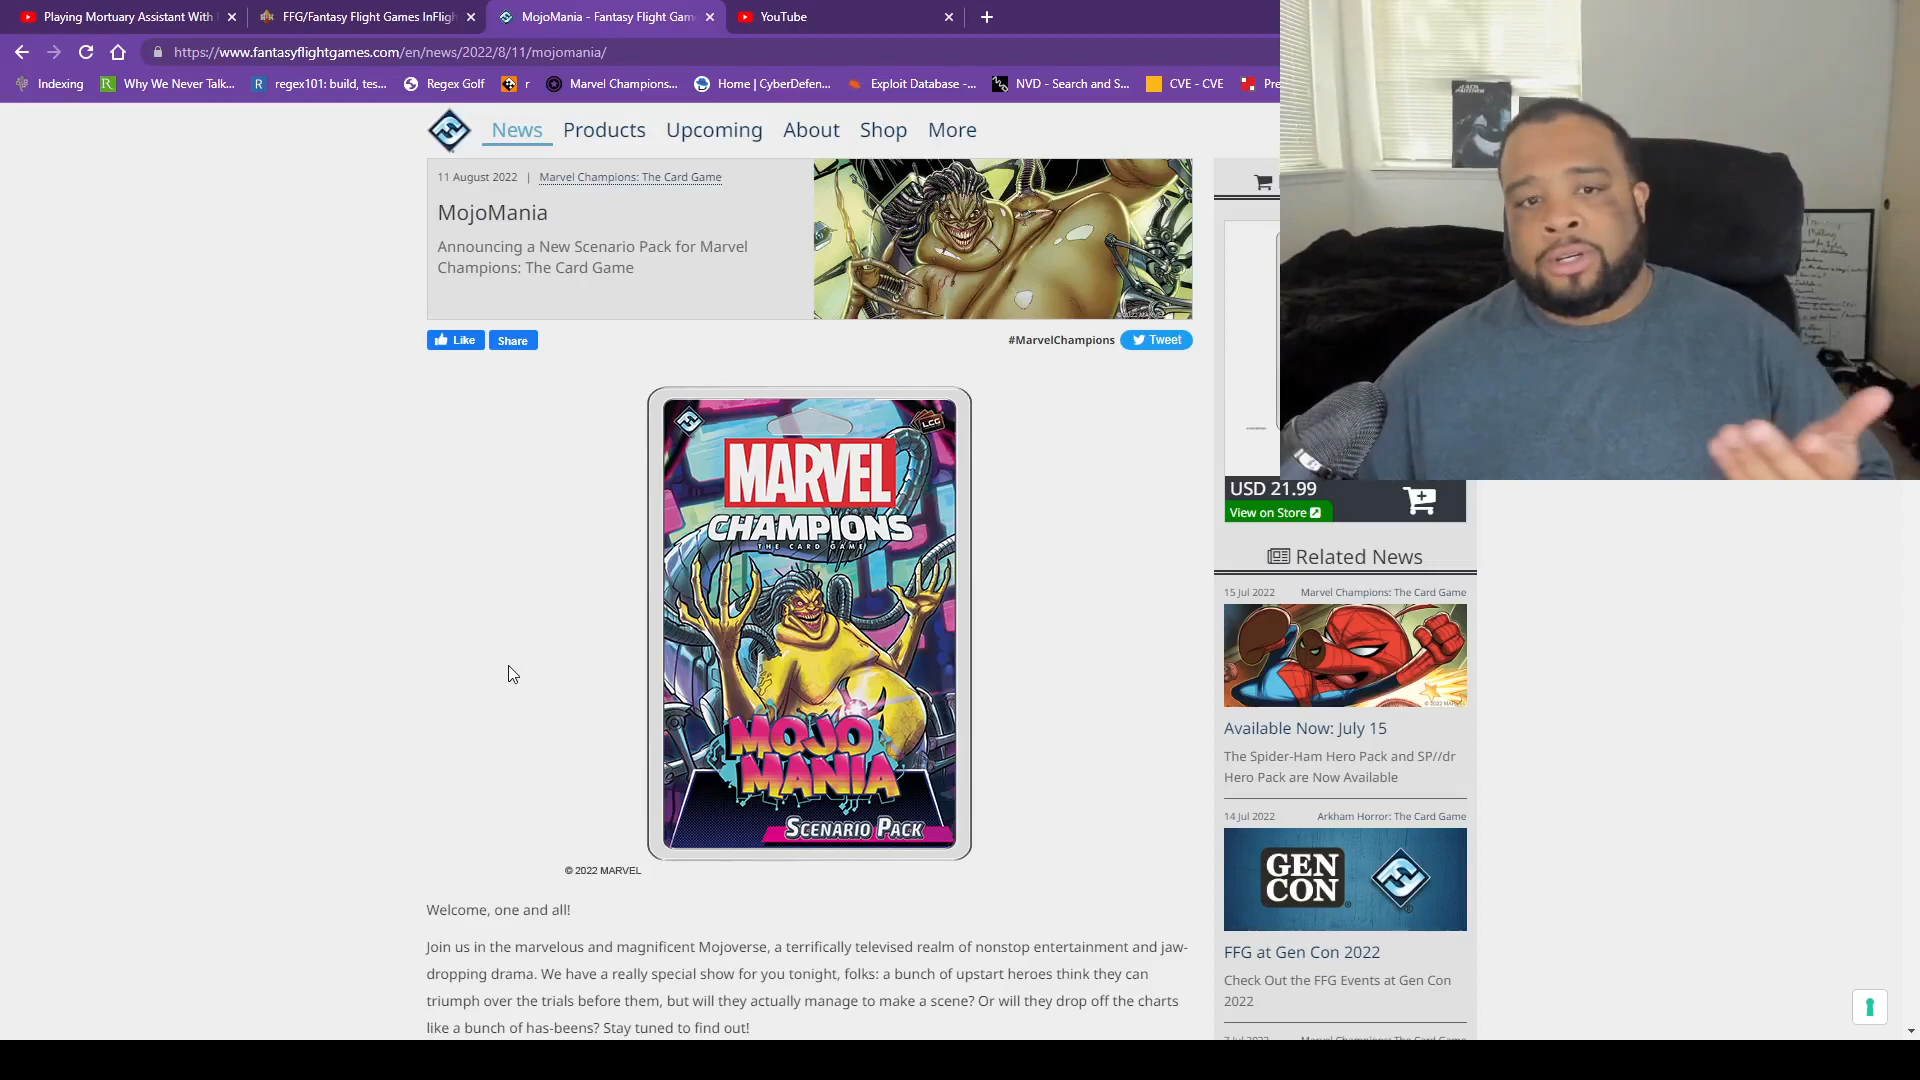 Playing Mortuary Assistant With
FFG/Fantasy Flight Games InFligh
MojoMania - Fantasy Flight Gam
YouTube
https://www.fantasyflightgames.com/en/news/2022/8/11/mojomania/
Indexing
Why We Never Talk...
regex101: build, tes...
Regex Golf
r
Marvel Champions...
Home | CyberDefen...
Exploit Database -...
NVD - Search and S...
CVE - CVE
Pre
News
Products
Upcoming
About
Shop
More
11 August 2022 | Marvel Champions: The Card Game
MojoMania
Announcing a New Scenario Pack for Marvel
Champions: The Card Game
Like
Share
#MarvelChampions
Tweet
LCG
MARVEL
CHAMPIONS
THE CARD GAME
MOJO
MANIA
SCENARIO PACK
© 2022 MARVEL
Welcome, one and all!
Join us in the marvelous and magnificent Mojoverse, a terrifically televised realm of nonstop entertainment and jaw-
dropping drama. We have a really special show for you tonight, folks: a bunch of upstart heroes think they can
triumph over the trials before them, but will they actually manage to make a scene? Or will they drop off the charts
like a bunch of has-beens? Stay tuned to find out!
USD 21.99
View on Store
Related News
15 Jul 2022
Marvel Champions: The Card Game
Available Now: July 15
The Spider-Ham Hero Pack and SP//dr
Hero Pack are Now Available
14 Jul 2022
Arkham Horror: The Card Game
GEN
CON
FFG at Gen Con 2022
Check Out the FFG Events at Gen Con
2022